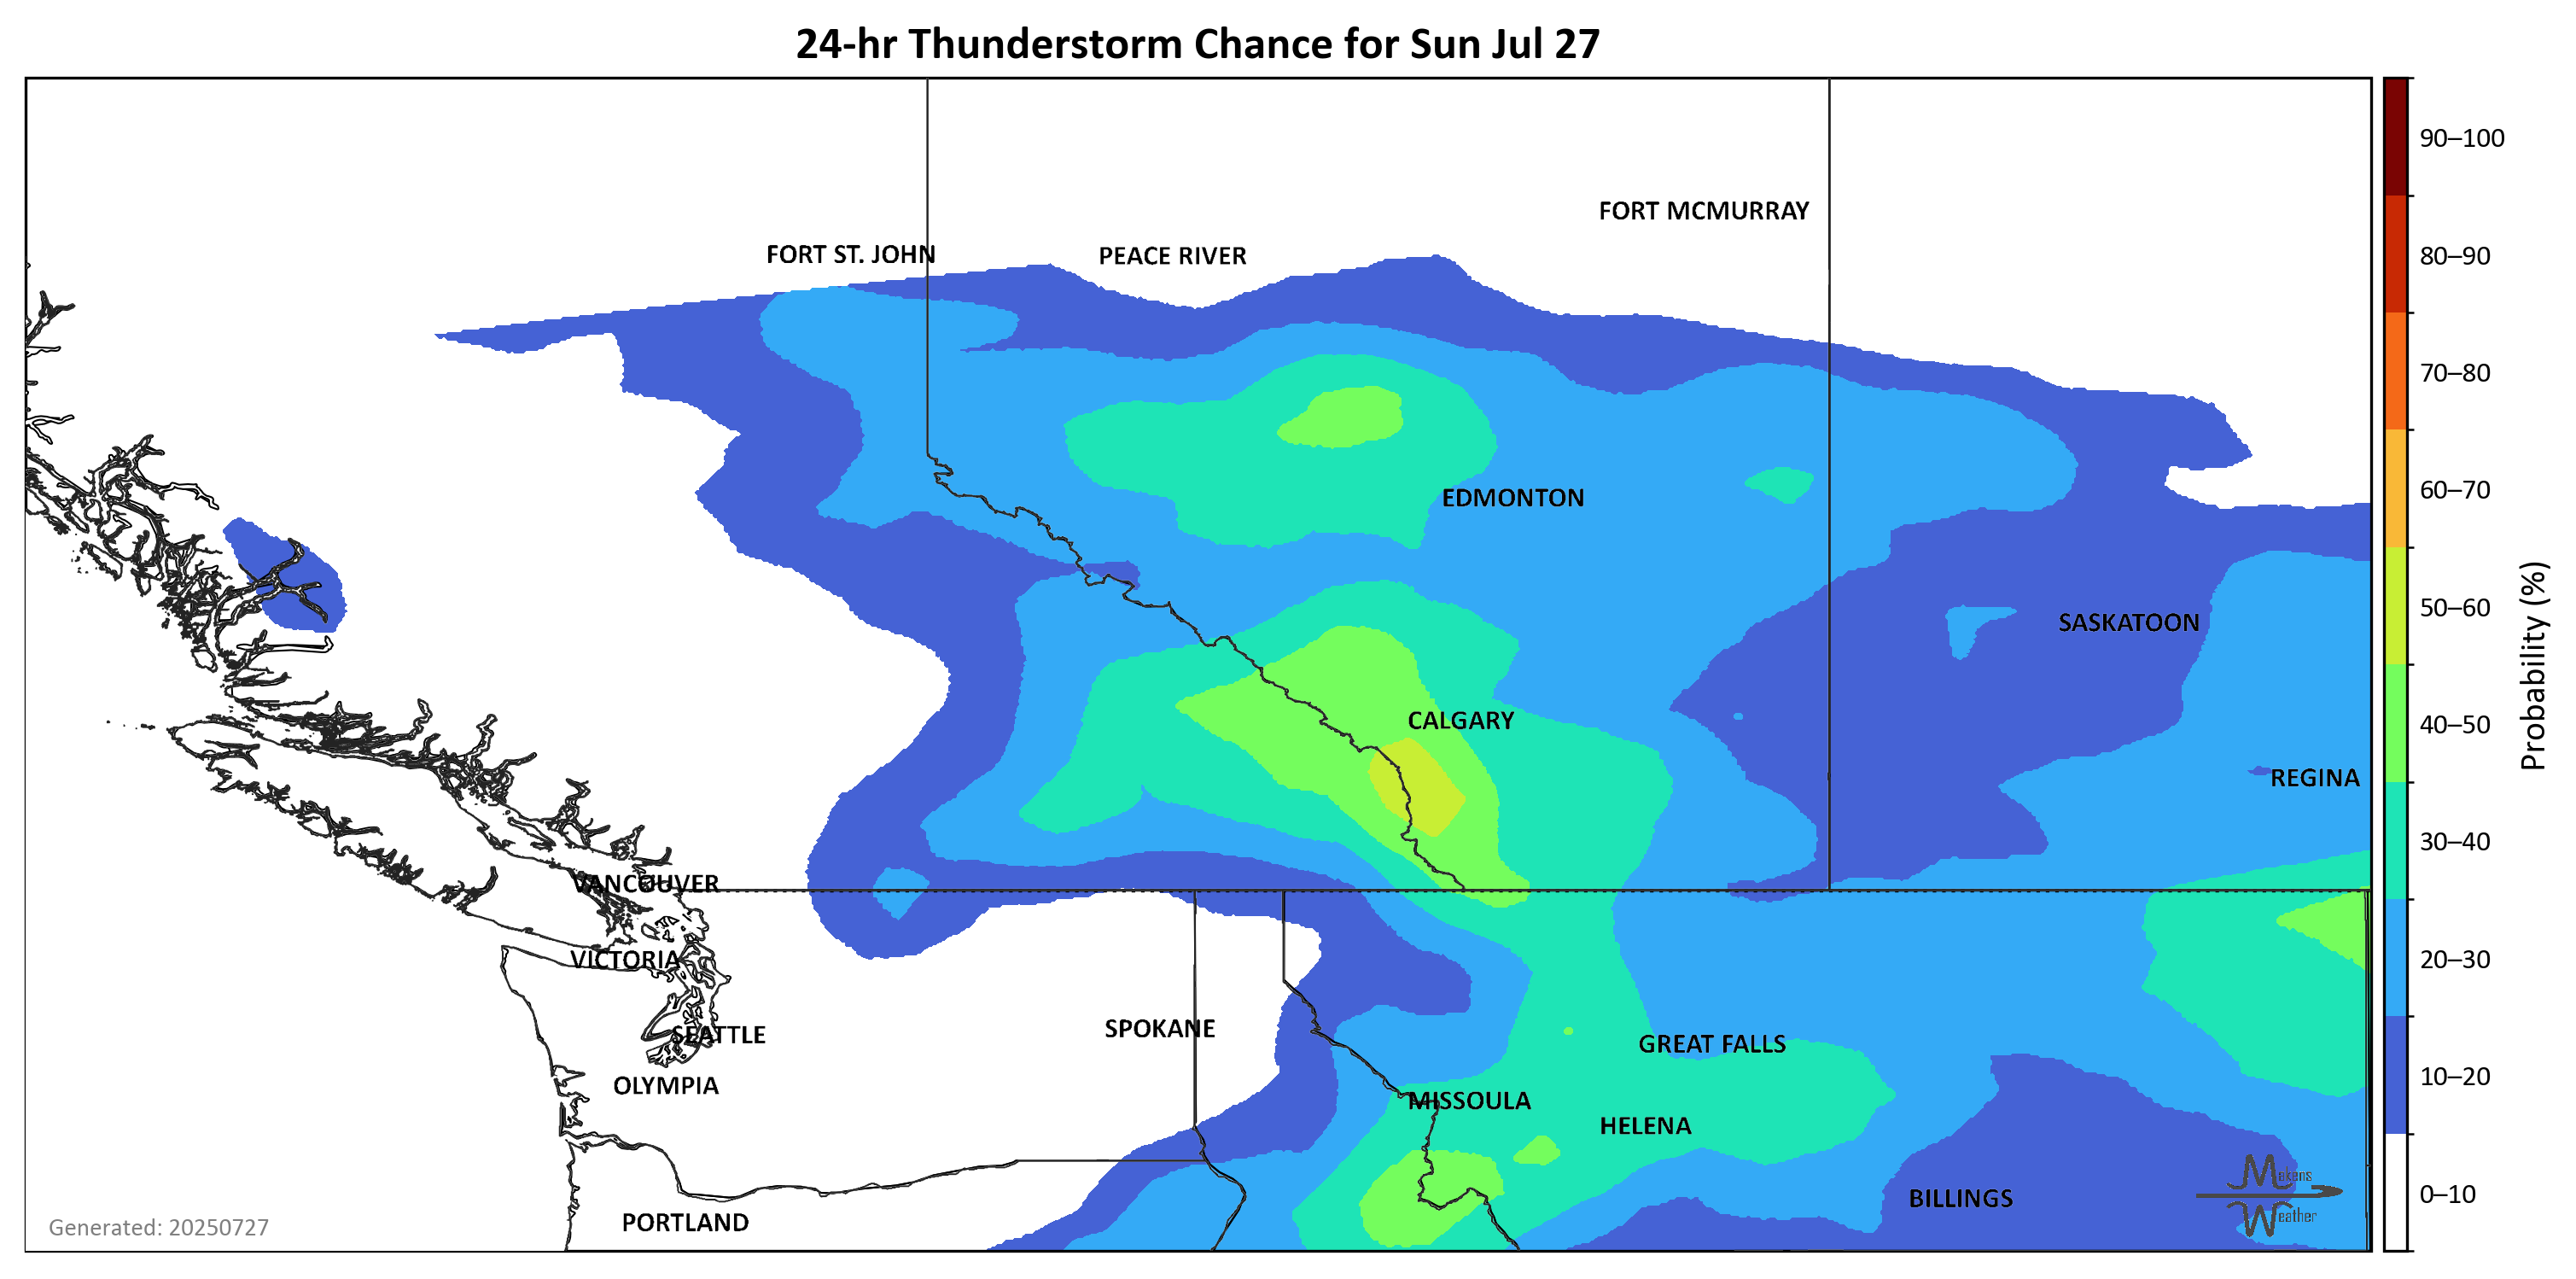 24-hr Thunderstorm Chance for Sun Jul 27
FORT MCMURRAY
FORT ST. JOHN
PEACE RIVER
EDMONTON
SASKATOON
CALGARY
REGINA
VANCOUVER
VICTORIA
SEATTLE
SPOKANE
GREAT FALLS
OLYMPIA
MISSOULA
HELENA
BILLINGS
PORTLAND
Makens
Weather
Generated: 20250727
90–100
80–90
70–80
60–70
50–60
40–50
30–40
20–30
10–20
0–10
Probability (%)